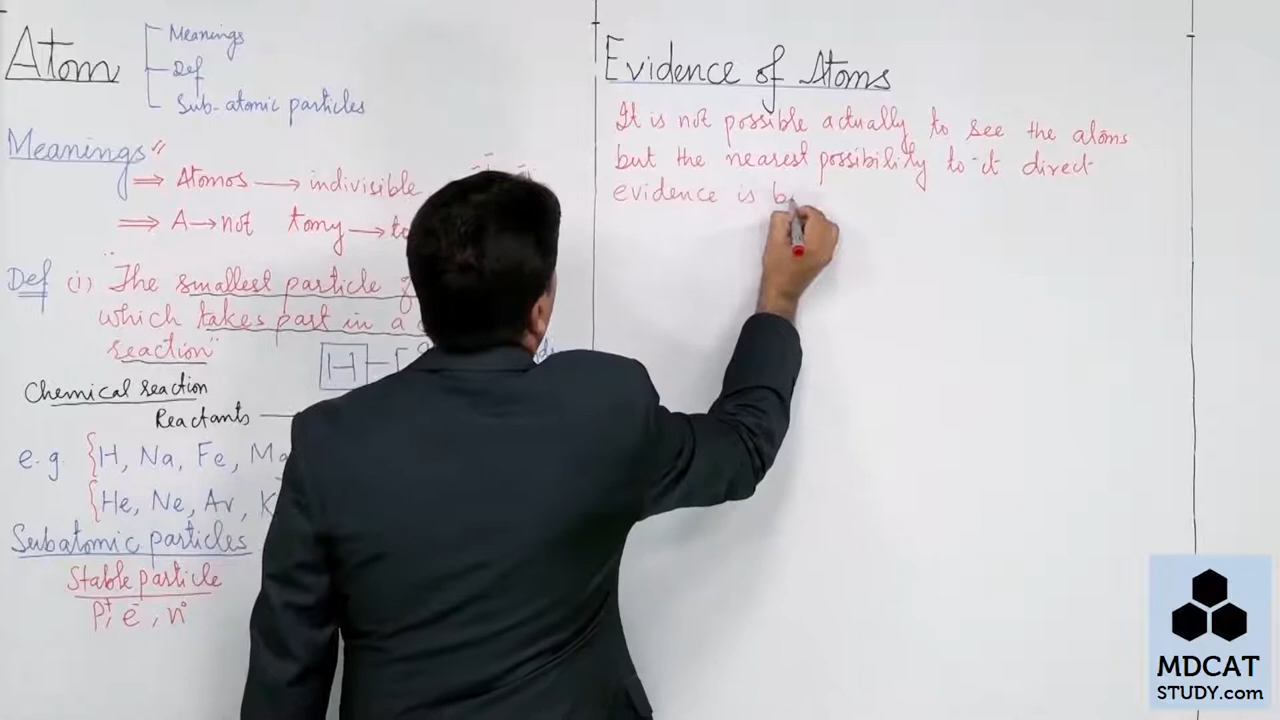 Atom
Meanings
Def
Sub-atomic particles
Meanings"
⇒ Atomos → indivisible
⇒ A → not tomy →
Def (i) "The smallest particle
which takes part in a
reaction"
H
Chemical reaction
Reactants
e.g. {H, Na, Fe,
{He, Ne, Ar,
Subatomic particles
Stable particle
P⁺, e⁻, n°
Evidence of Atoms
It is not possible actually to see the atoms
but the nearest possibility to it direct
evidence is
MDCAT
STUDY.com